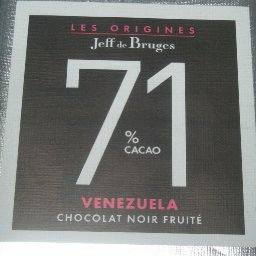 LES ORIGINES
Jeff de Bruges
71
%
CACAO
VENEZUELA
CHOCOLAT NOIR FRUITÉ